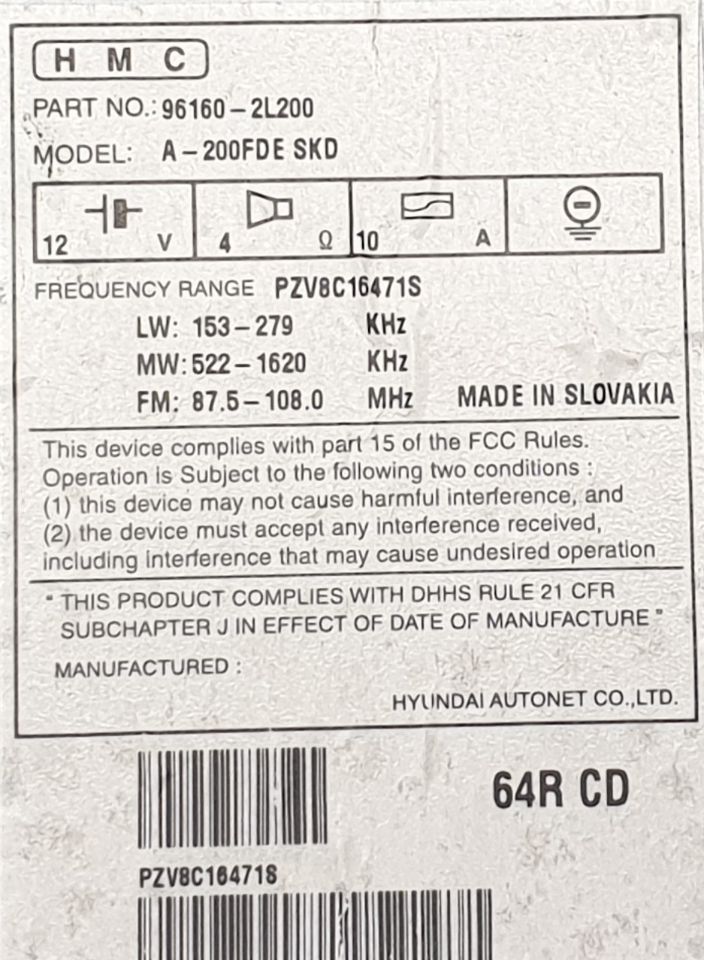 HMC
PART NO.: 96160-2L200
MODEL: A-200FDE SKD
12 V 4 Ω 10 A
FREQUENCY RANGE PZV8C16471S
LW: 153-279 KHz
MW: 522-1620 KHz
FM: 87.5-108.0 MHz MADE IN SLOVAKIA
This device complies with part 15 of the FCC Rules.
Operation is Subject to the following two conditions :
(1) this device may not cause harmful interference, and
(2) the device must accept any interference received,
including interference that may cause undesired operation
" THIS PRODUCT COMPLIES WITH DHHS RULE 21 CFR
SUBCHAPTER J IN EFFECT OF DATE OF MANUFACTURE "
MANUFACTURED :
HYUNDAI AUTONET CO.,LTD.
64R CD
PZV8C16471S